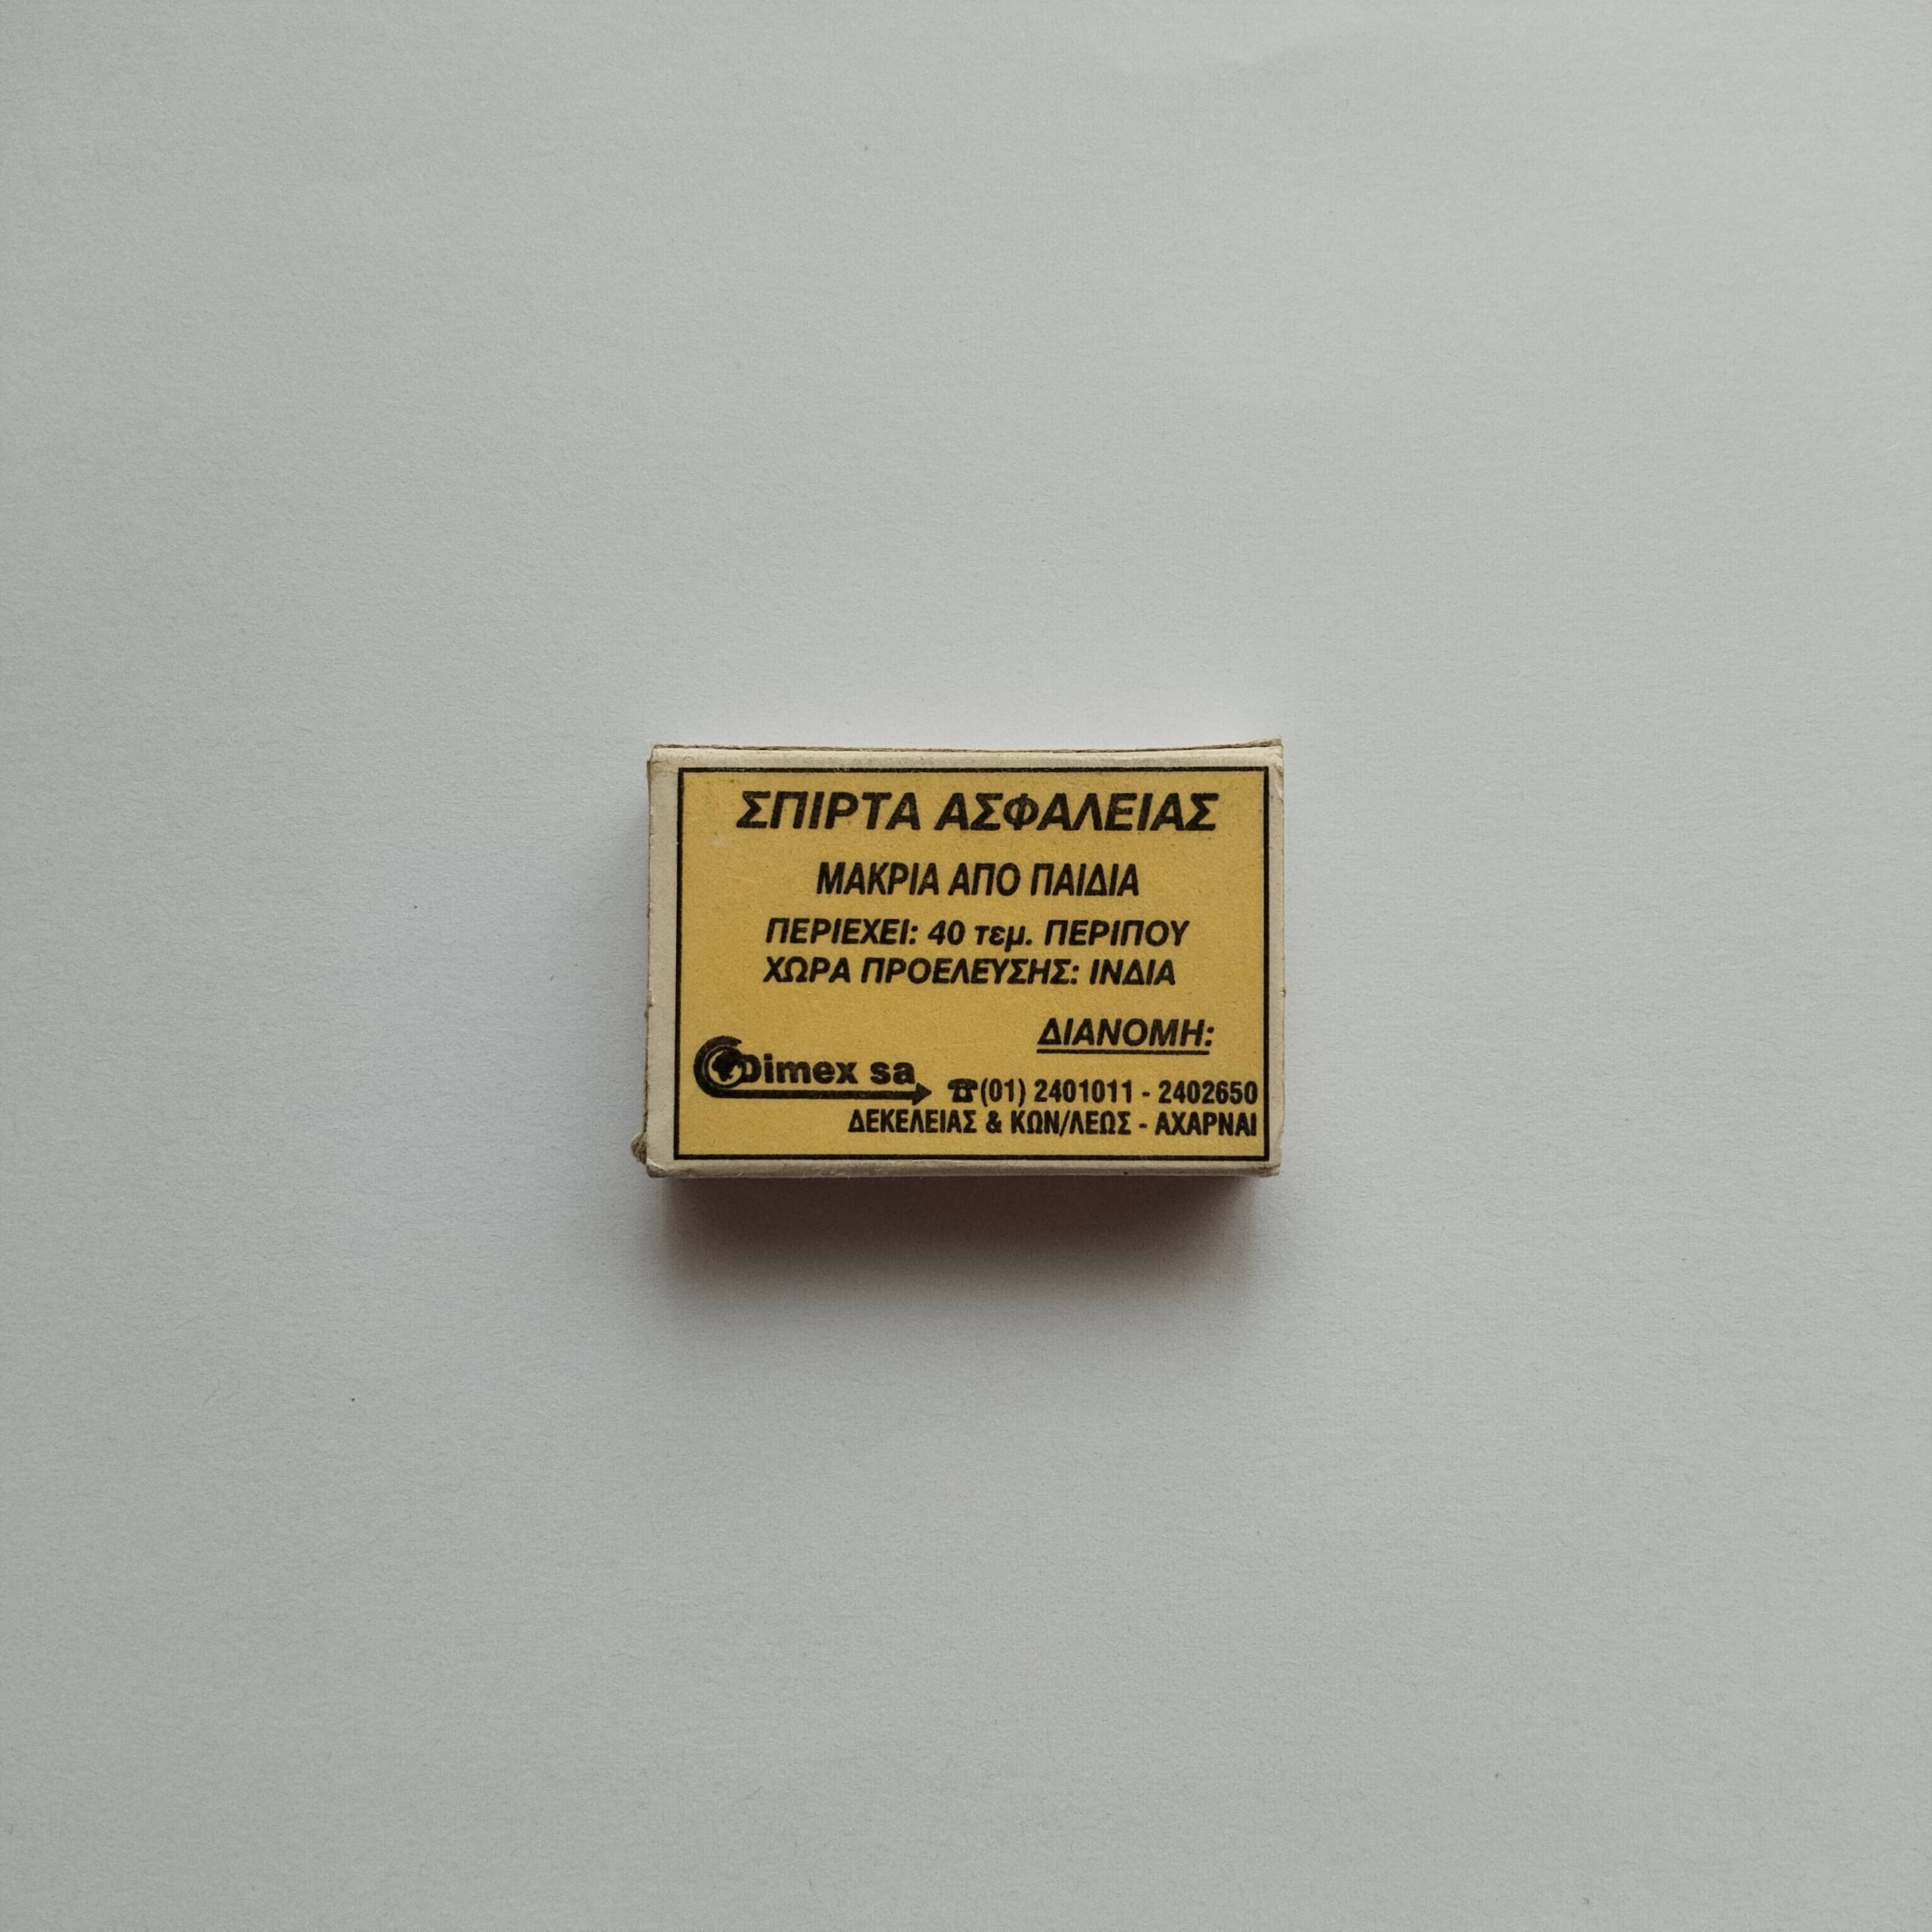 ΣΠΙΡΤΑ ΑΣΦΑΛΕΙΑΣ
ΜΑΚΡΙΑ ΑΠΟ ΠΑΙΔΙΑ
ΠΕΡΙΕΧΕΙ: 40 τεμ. ΠΕΡΙΠΟΥ
ΧΩΡΑ ΠΡΟΕΛΕΥΣΗΣ: ΙΝΔΙΑ
ΔΙΑΝΟΜΗ:
Dimex sa
☎(01) 2401011 - 2402650
ΔΕΚΕΛΕΙΑΣ & ΚΩΝ/ΛΕΩΣ - ΑΧΑΡΝΑΙ